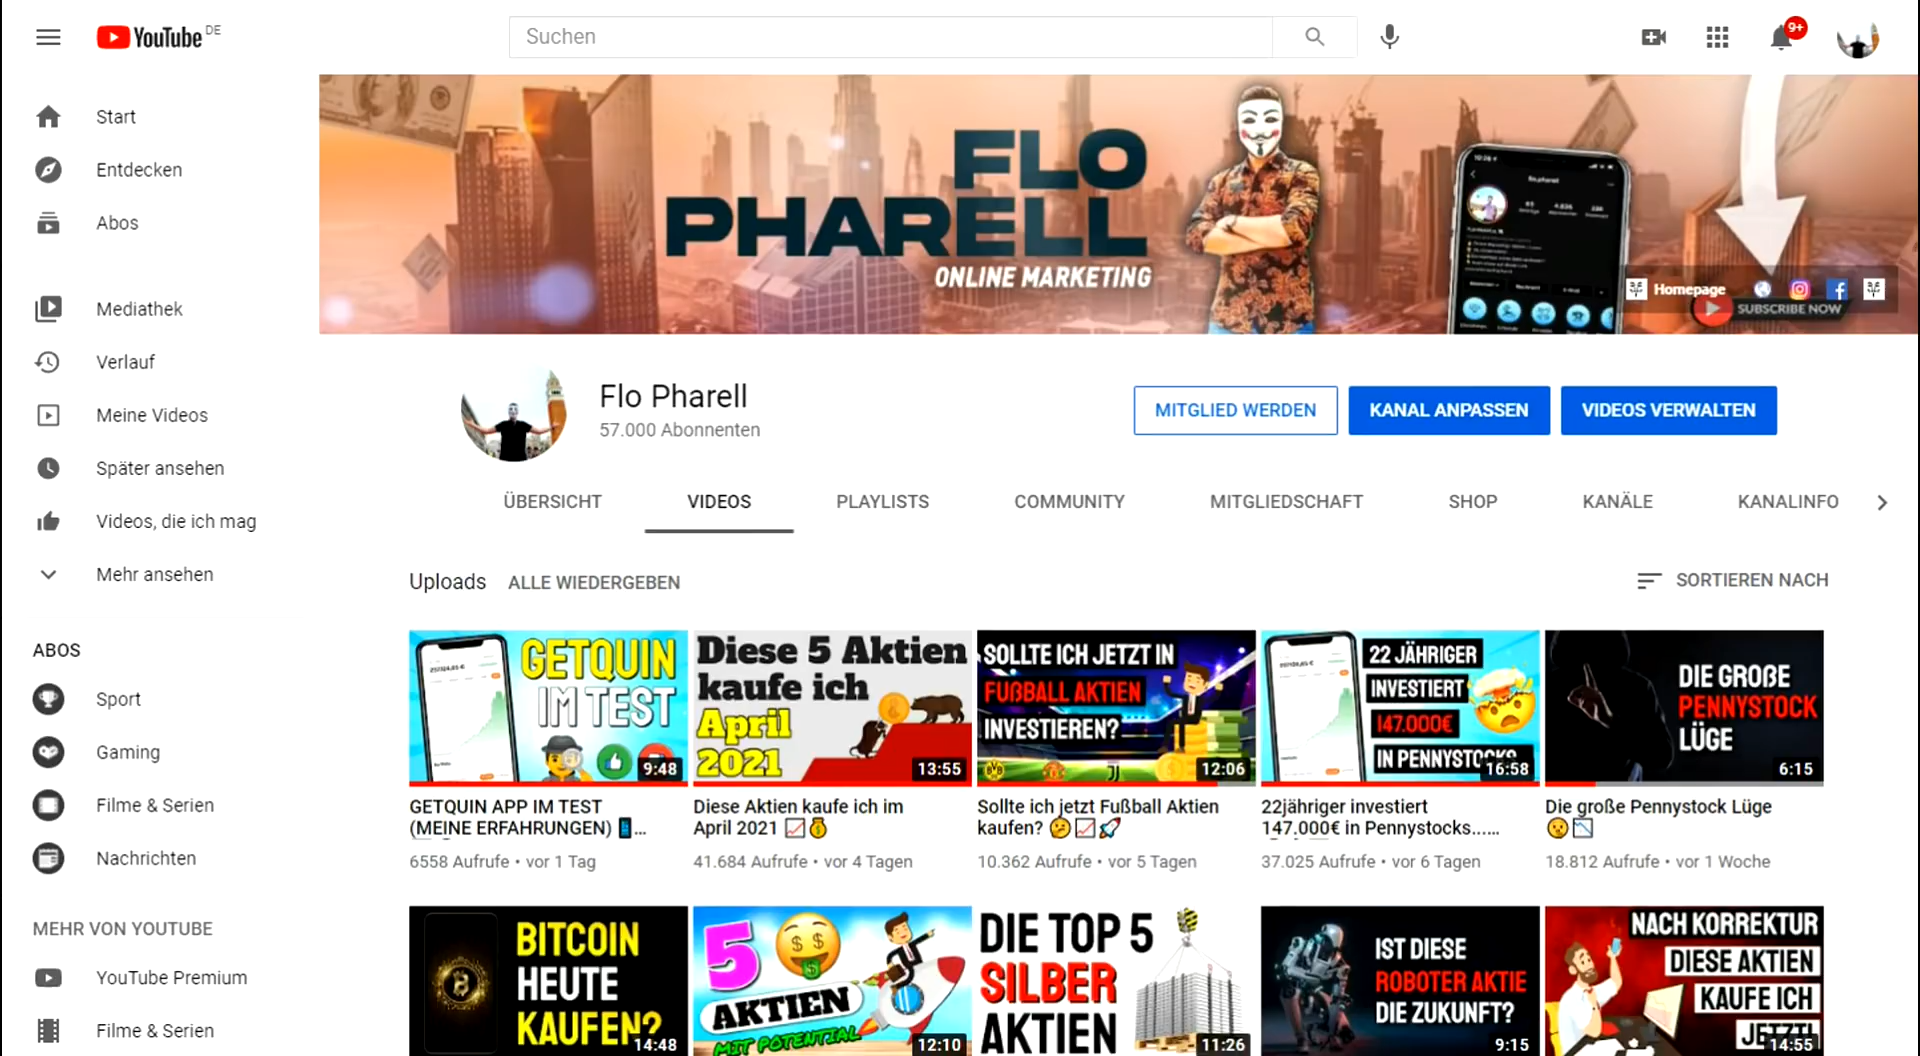 YouTube DE
Suchen
9+
Start
Entdecken
Abos
Mediathek
Verlauf
Meine Videos
Später ansehen
Videos, die ich mag
Mehr ansehen
ABOS
Sport
Gaming
Filme & Serien
Nachrichten
MEHR VON YOUTUBE
YouTube Premium
Filme & Serien
FLO
PHARELL
ONLINE MARKETING
Homepage
SUBSCRIBE NOW
Flo Pharell
57.000 Abonnenten
MITGLIED WERDEN
KANAL ANPASSEN
VIDEOS VERWALTEN
ÜBERSICHT
VIDEOS
PLAYLISTS
COMMUNITY
MITGLIEDSCHAFT
SHOP
KANÄLE
KANALINFO
Uploads
ALLE WIEDERGEBEN
SORTIEREN NACH
GETQUIN
IM TEST
9:48
GETQUIN APP IM TEST
(MEINE ERFAHRUNGEN) ...
6558 Aufrufe • vor 1 Tag
Diese 5 Aktien
kaufe ich
April
2021
13:55
Diese Aktien kaufe ich im
April 2021
41.684 Aufrufe • vor 4 Tagen
SOLLTE ICH JETZT IN
FUßBALL AKTIEN
INVESTIEREN?
12:06
Sollte ich jetzt Fußball Aktien
kaufen?
10.362 Aufrufe • vor 5 Tagen
22 JÄHRIGER
INVESTIERT
147.000€
IN PENNYSTOCKS
16:58
22jähriger investiert
147.000€ in Pennystocks......
37.025 Aufrufe • vor 6 Tagen
DIE GROßE
PENNYSTOCK
LÜGE
6:15
Die große Pennystock Lüge
18.812 Aufrufe • vor 1 Woche
BITCOIN
HEUTE
KAUFEN?
14:48
5
AKTIEN
MIT POTENTIAL
12:10
DIE TOP 5
SILBER
AKTIEN
11:26
IST DIESE
ROBOTER AKTIE
DIE ZUKUNFT?
9:15
NACH KORREKTUR
DIESE AKTIEN
KAUFE ICH
JETZT!
14:55